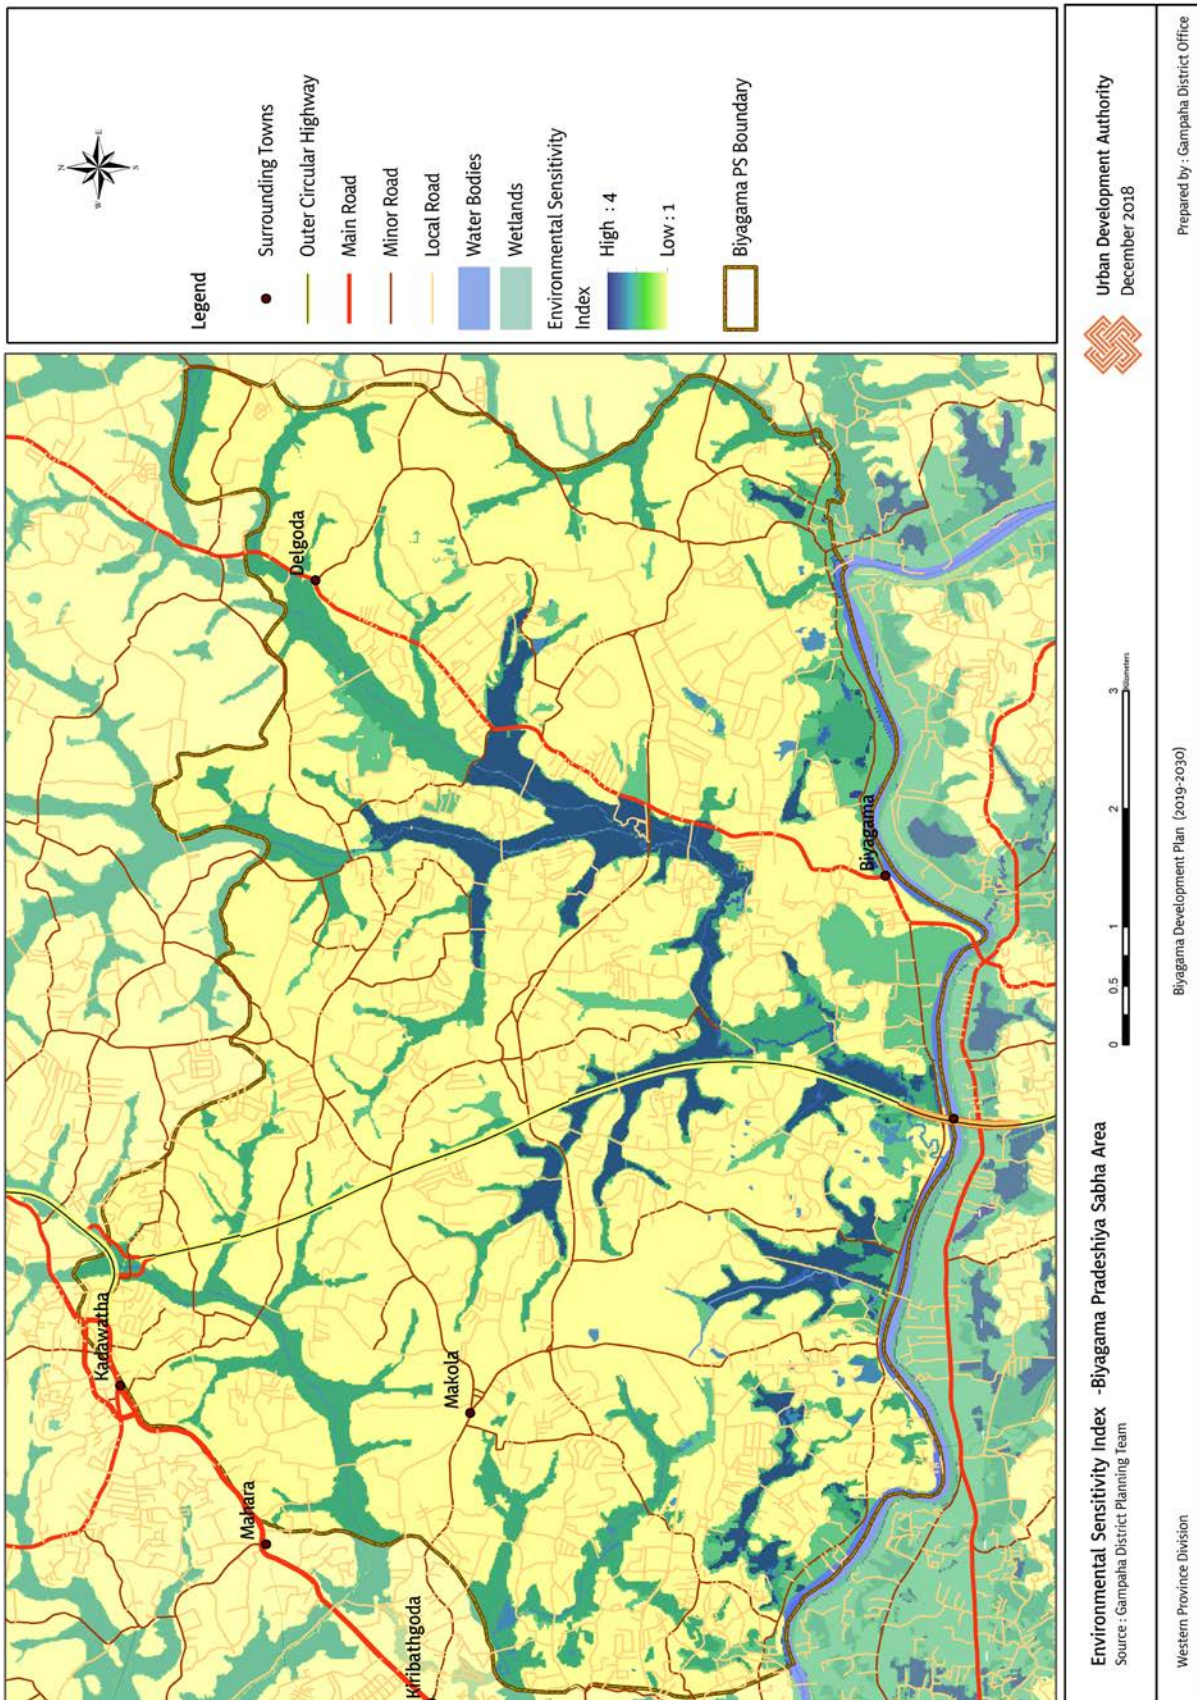 Legend
Surrounding Towns
Outer Circular Highway
Main Road
Minor Road
Local Road
Water Bodies
Wetlands
Environmental Sensitivity
Index
High : 4
Low : 1
Biyagama PS Boundary
N
E
S
W
Kadawatha
Mahara
Kiribathgoda
Makola
Delgoda
Biyagama
0
0.5
1
2
3
Kilometers
Environmental Sensitivity Index - Biyagama Pradeshiya Sabha Area
Source : Gampaha District Planning Team
Urban Development Authority
December 2018
Western Province Division
Biyagama Development Plan (2019-2030)
Prepared by : Gampaha District Office